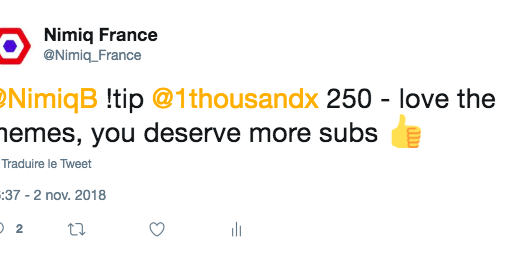 Nimiq France
@Nimiq_France
@NimiqB !tip @1thousandx 250 - love the
memes, you deserve more subs 👍
Traduire le Tweet
:37 - 2 nov. 2018
2